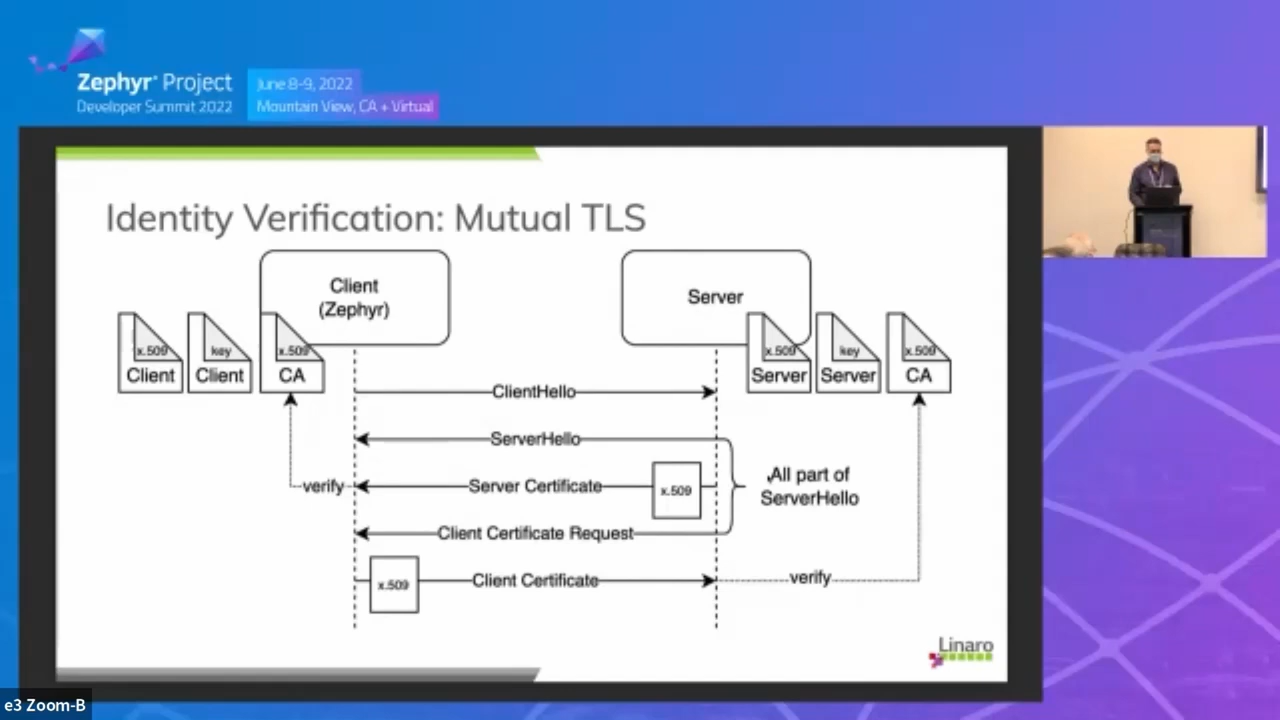 Zephyr® Project
Developer Summit 2022
June 8-9, 2022
Mountain View, CA + Virtual
Identity Verification: Mutual TLS
Client
(Zephyr)
Server
x.509
Client
key
Client
x.509
CA
x.509
Server
key
Server
x.509
CA
ClientHello
ServerHello
verify
Server Certificate
x.509
All part of
ServerHello
Client Certificate Request
x.509
Client Certificate
verify
Linaro
e3 Zoom-B